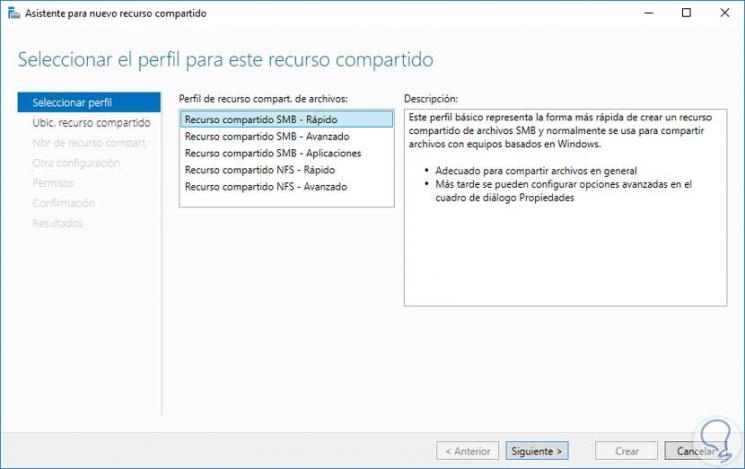 Asistente para nuevo recurso compartido
Seleccionar el perfil para este recurso compartido
Seleccionar perfil
Ubic. recurso compartido
Nbr de recurso compart.
Otra configuración
Permisos
Confirmación
Resultados
Perfil de recurso compart. de archivos:
Recurso compartido SMB - Rápido
Recurso compartido SMB - Avanzado
Recurso compartido SMB - Aplicaciones
Recurso compartido NFS - Rápido
Recurso compartido NFS - Avanzado
Descripción:
Este perfil básico representa la forma más rápida de crear un recurso
compartido de archivos SMB y normalmente se usa para compartir
archivos con equipos basados en Windows.
• Adecuado para compartir archivos en general
• Más tarde se pueden configurar opciones avanzadas en el
cuadro de diálogo Propiedades
< Anterior
Siguiente >
Crear
Cancelar